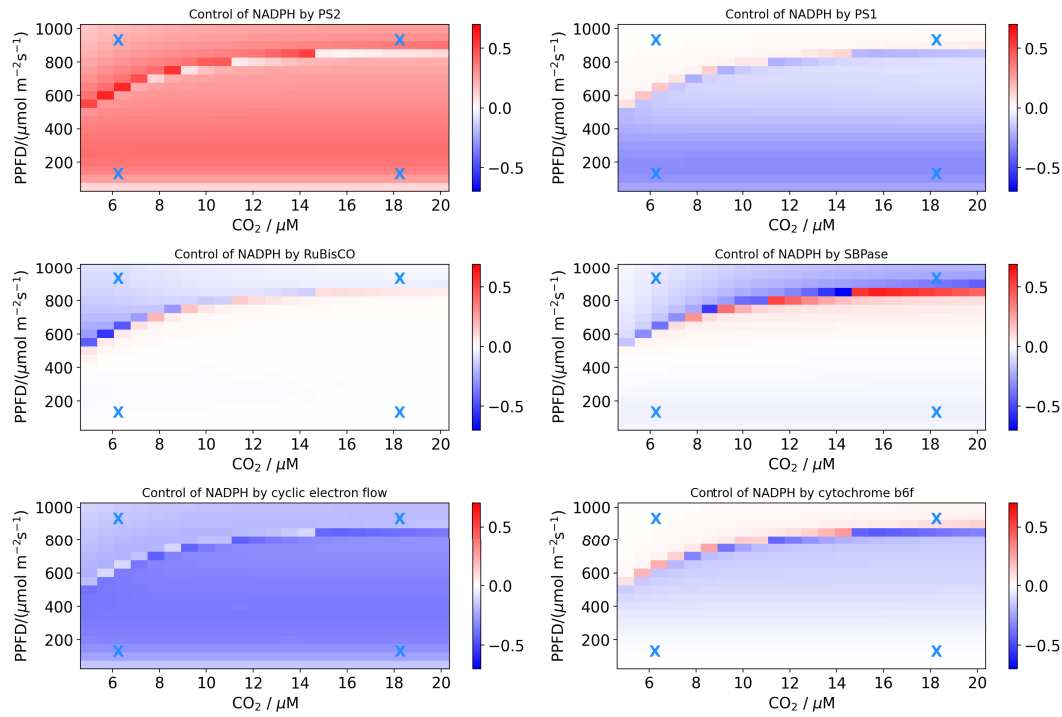 Control of NADPH by PS2
PPFD/(μmol m⁻²s⁻¹)
1000
800
600
400
200
X X
X X
6 8 10 12 14 16 18 20
CO₂ / μM
0.5
0.0
−0.5
Control of NADPH by PS1
PPFD/(μmol m⁻²s⁻¹)
1000
800
600
400
200
X X
X X
6 8 10 12 14 16 18 20
CO₂ / μM
0.5
0.0
−0.5
Control of NADPH by RuBisCO
PPFD/(μmol m⁻²s⁻¹)
1000
800
600
400
200
X X
X X
6 8 10 12 14 16 18 20
CO₂ / μM
0.5
0.0
−0.5
Control of NADPH by SBPase
PPFD/(μmol m⁻²s⁻¹)
1000
800
600
400
200
X X
X X
6 8 10 12 14 16 18 20
CO₂ / μM
0.5
0.0
−0.5
Control of NADPH by cyclic electron flow
PPFD/(μmol m⁻²s⁻¹)
1000
800
600
400
200
X X
X X
6 8 10 12 14 16 18 20
CO₂ / μM
0.5
0.0
−0.5
Control of NADPH by cytochrome b6f
PPFD/(μmol m⁻²s⁻¹)
1000
800
600
400
200
X X
X X
6 8 10 12 14 16 18 20
CO₂ / μM
0.5
0.0
−0.5